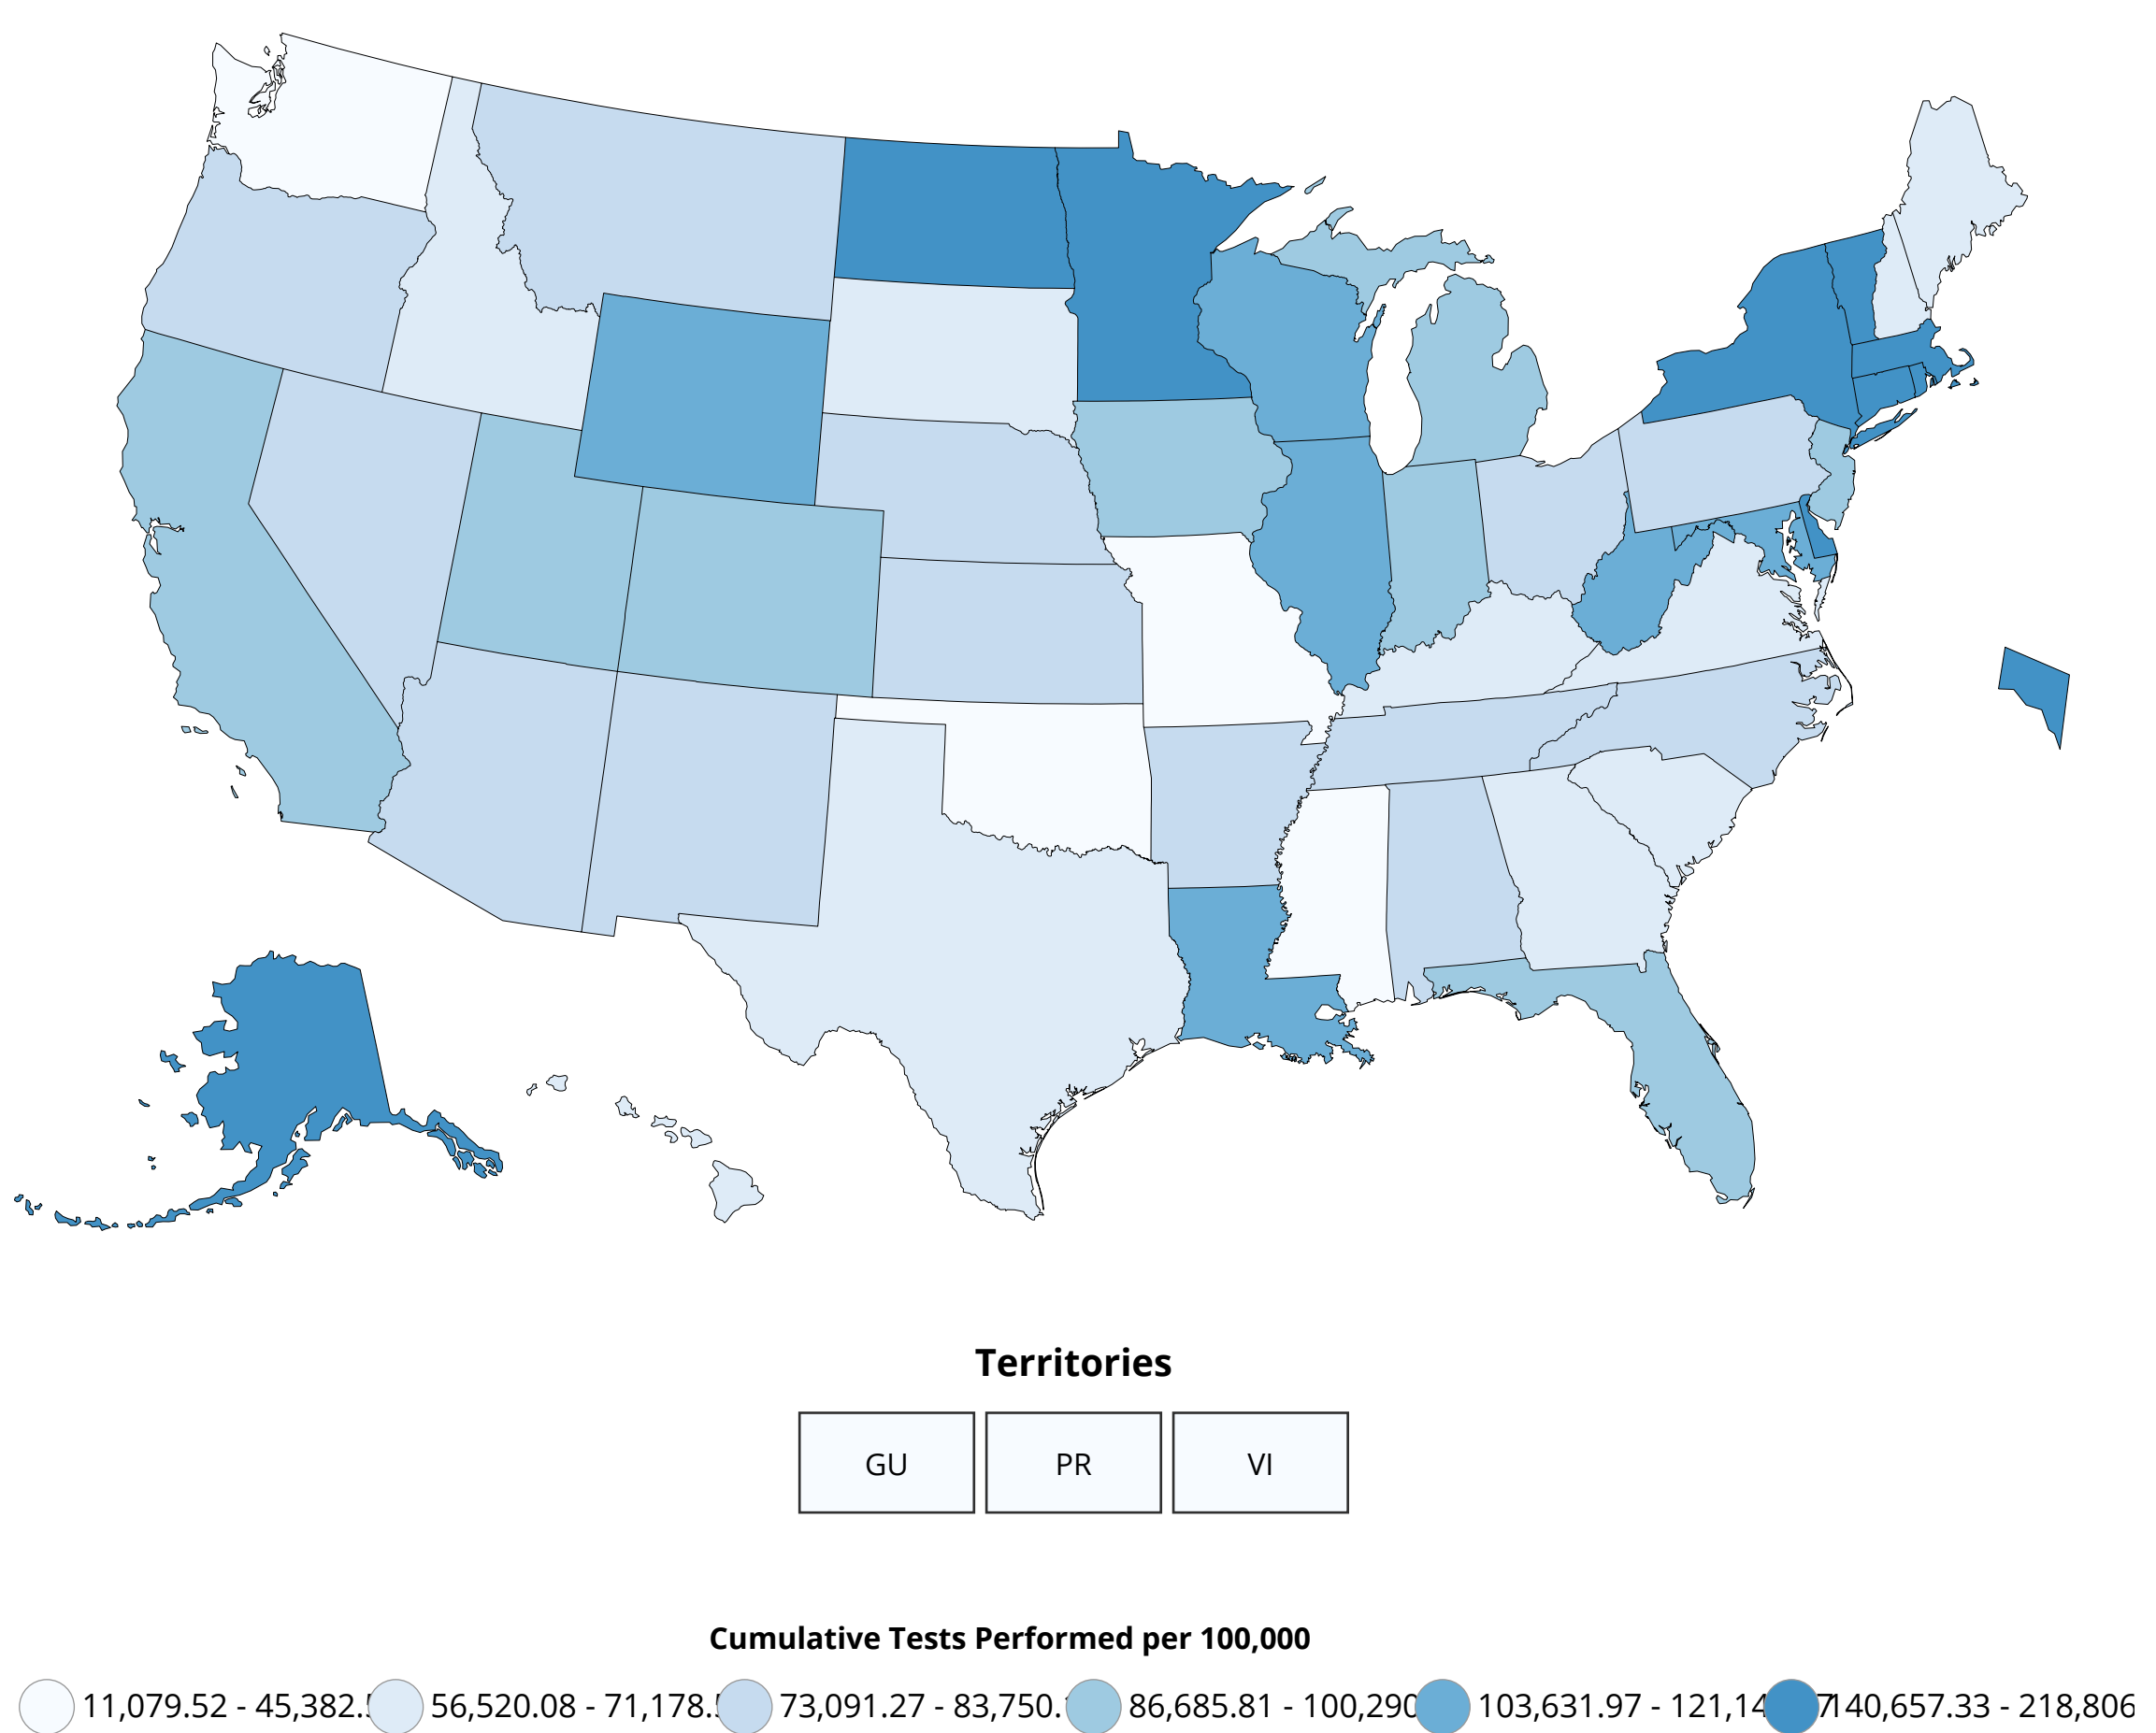 Territories
GU PR VI
Cumulative Tests Performed per 100,000
11,079.52 - 45,382. 56,520.08 - 71,178. 73,091.27 - 83,750. 86,685.81 - 100,290 103,631.97 - 121,14 7 140,657.33 - 218,806